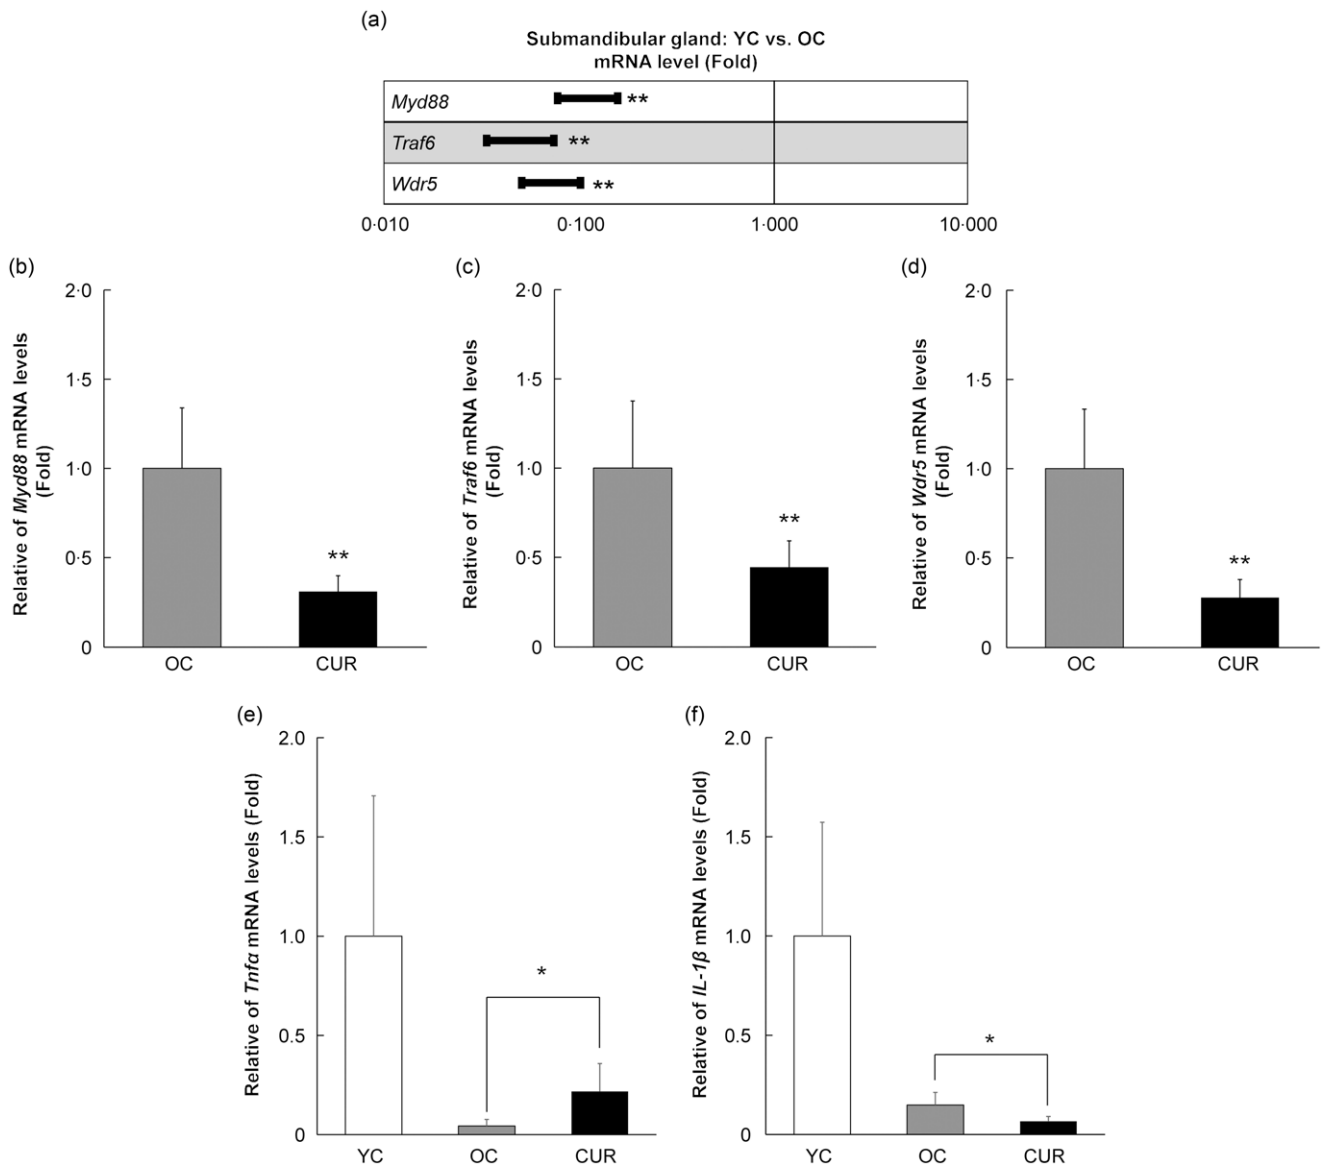 (a)
Submandibular gland: YC vs. OC
mRNA level (Fold)
Myd88 **
Traf6 **
Wdr5 **
0·010 0·100 1·000 10·000
(b)
Relative of Myd88 mRNA levels
(Fold)
2·0
1·5
1·0
0·5
0
**
OC CUR
(c)
Relative of Traf6 mRNA levels
(Fold)
2·0
1·5
1·0
0·5
0
**
OC CUR
(d)
Relative of Wdr5 mRNA levels
(Fold)
2·0
1·5
1·0
0·5
0
**
OC CUR
(e)
Relative of Tnfα mRNA levels (Fold)
2.0
1.5
1.0
0.5
0
*
YC OC CUR
(f)
Relative of IL-1β mRNA levels (Fold)
2.0
1.5
1.0
0.5
0
*
YC OC CUR